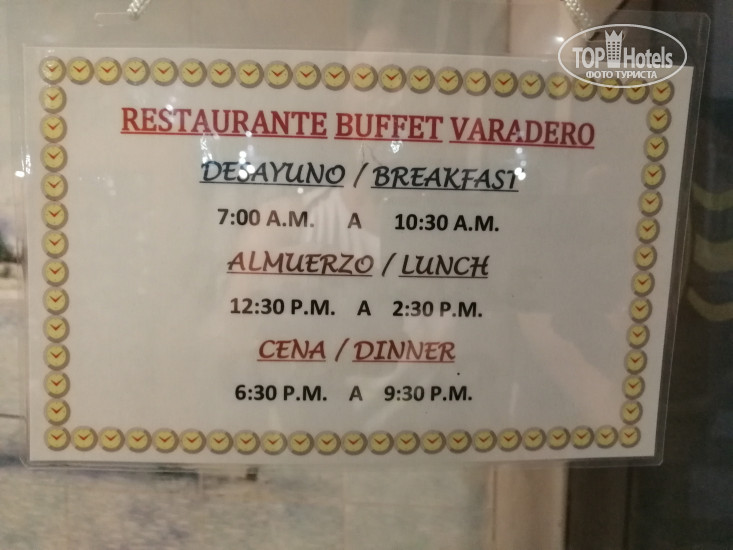 TOP Hotels
ФОТО ТУРИСТА
RESTAURANTE BUFFET VARADERO
DESAYUNO / BREAKFAST
7:00 A.M. A 10:30 A.M.
ALMUERZO / LUNCH
12:30 P.M. A 2:30 P.M.
CENA / DINNER
6:30 P.M. A 9:30 P.M.